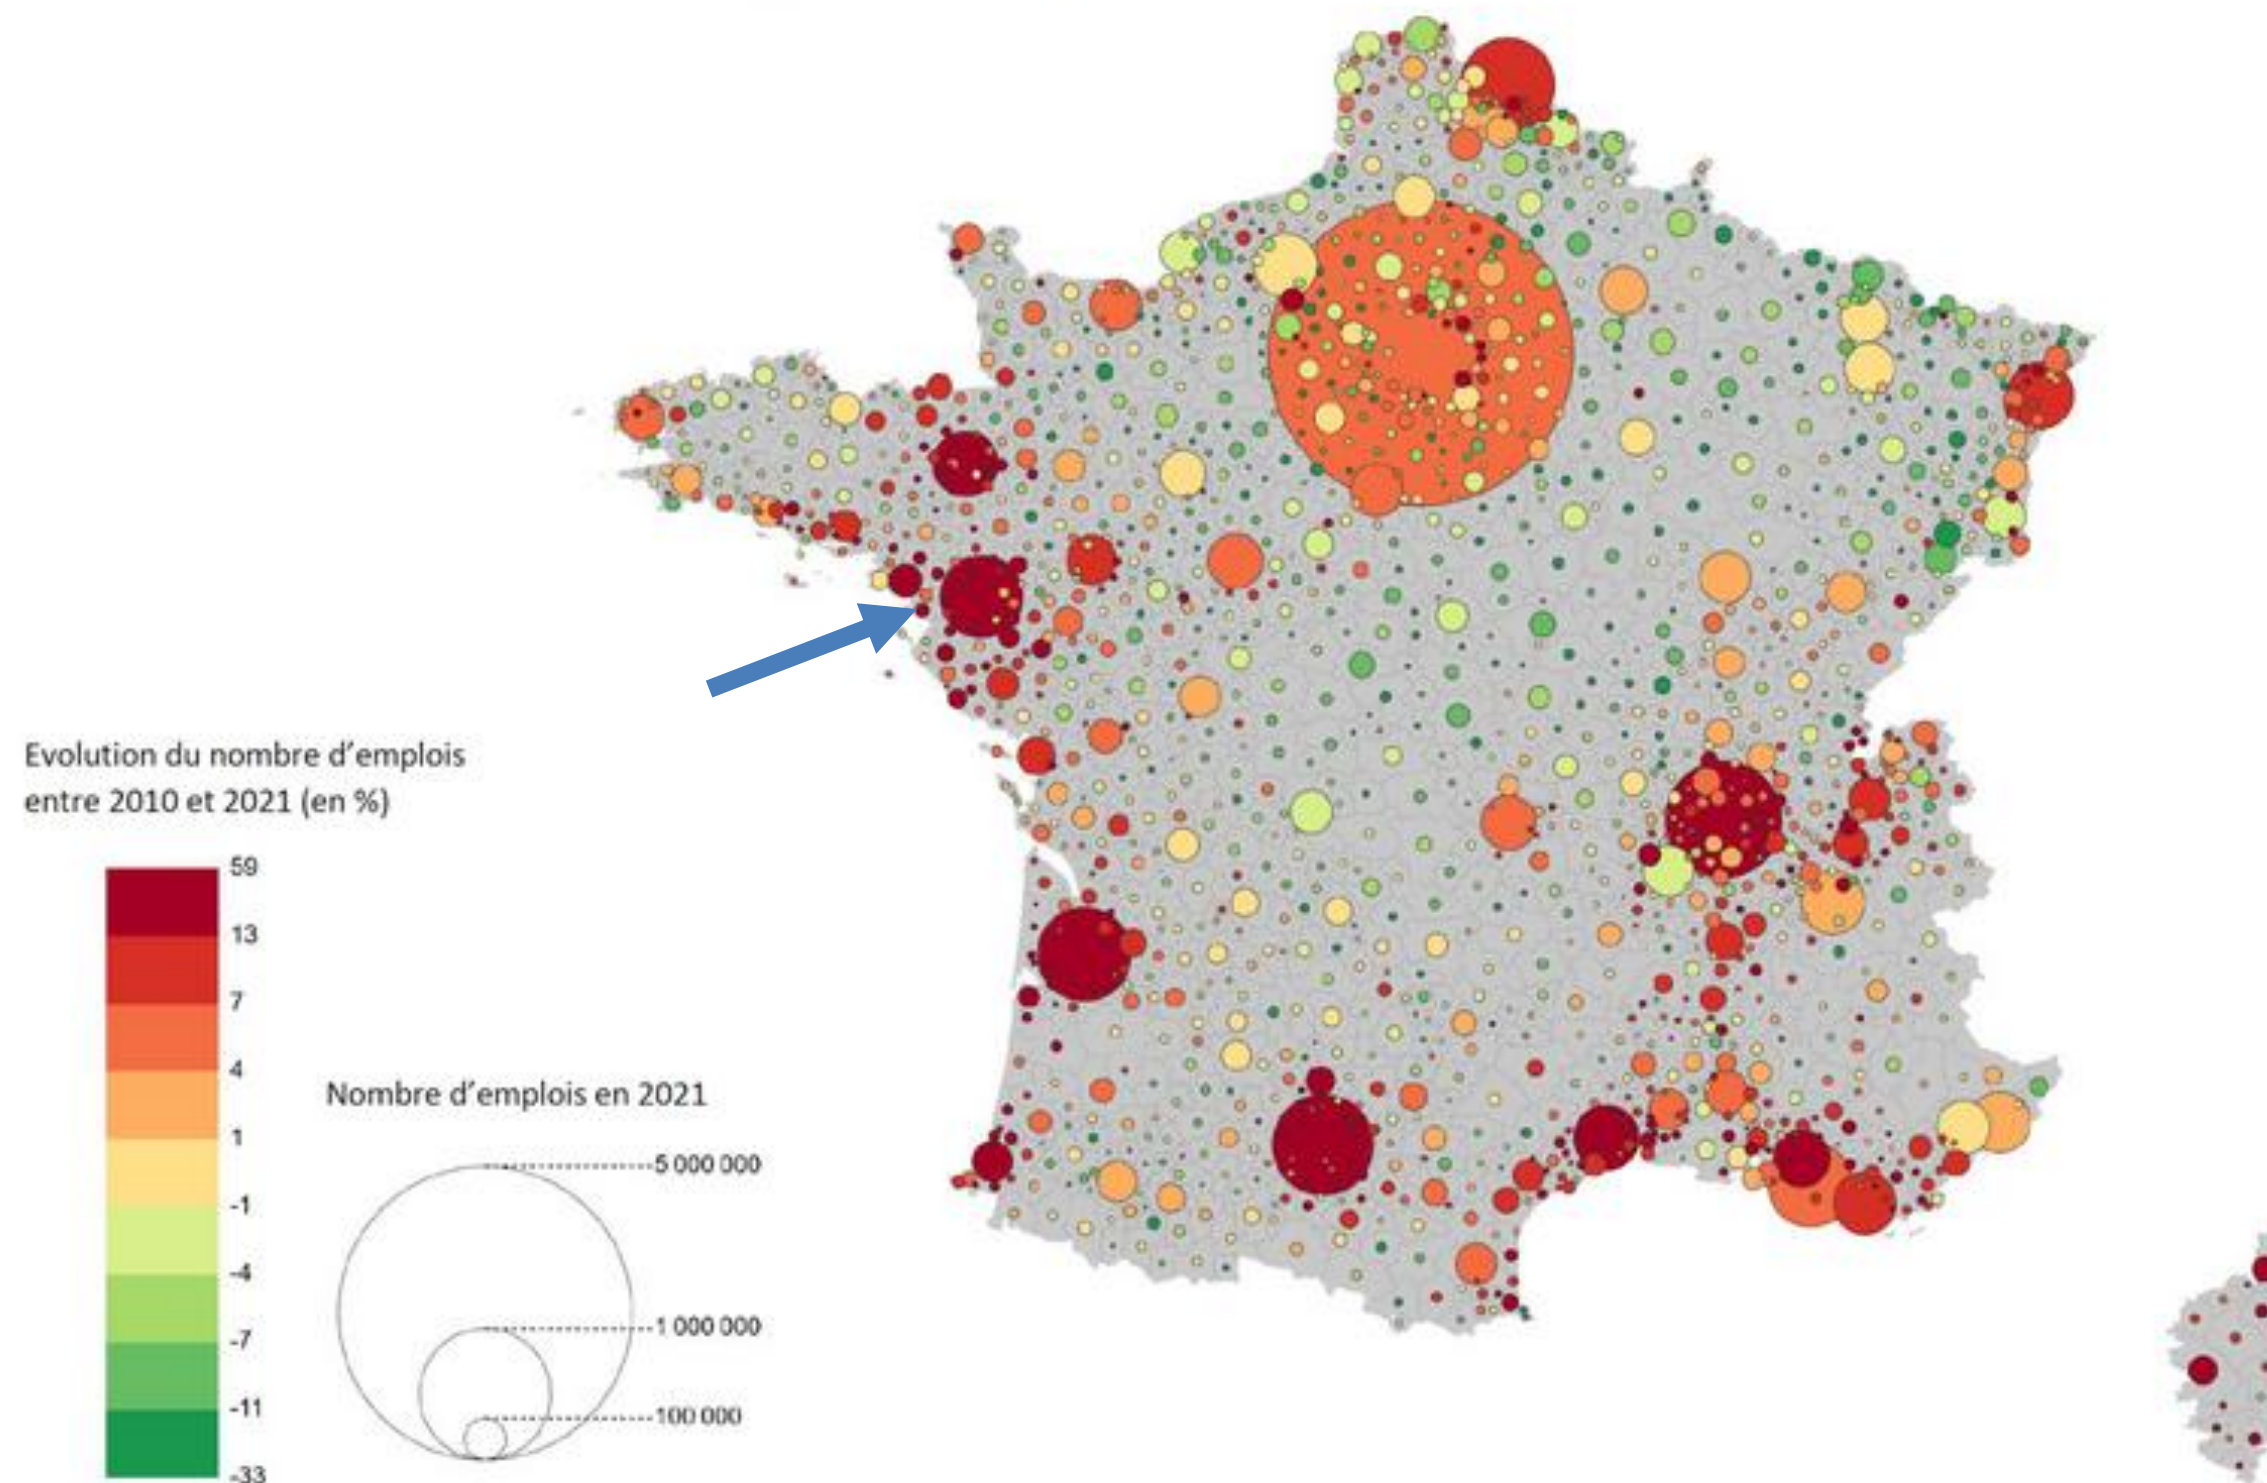 Evolution du nombre d'emplois
entre 2010 et 2021 (en %)
59
13
7
4
1
-1
-4
-7
-11
-33
Nombre d'emplois en 2021
5 000 000
1 000 000
100 000